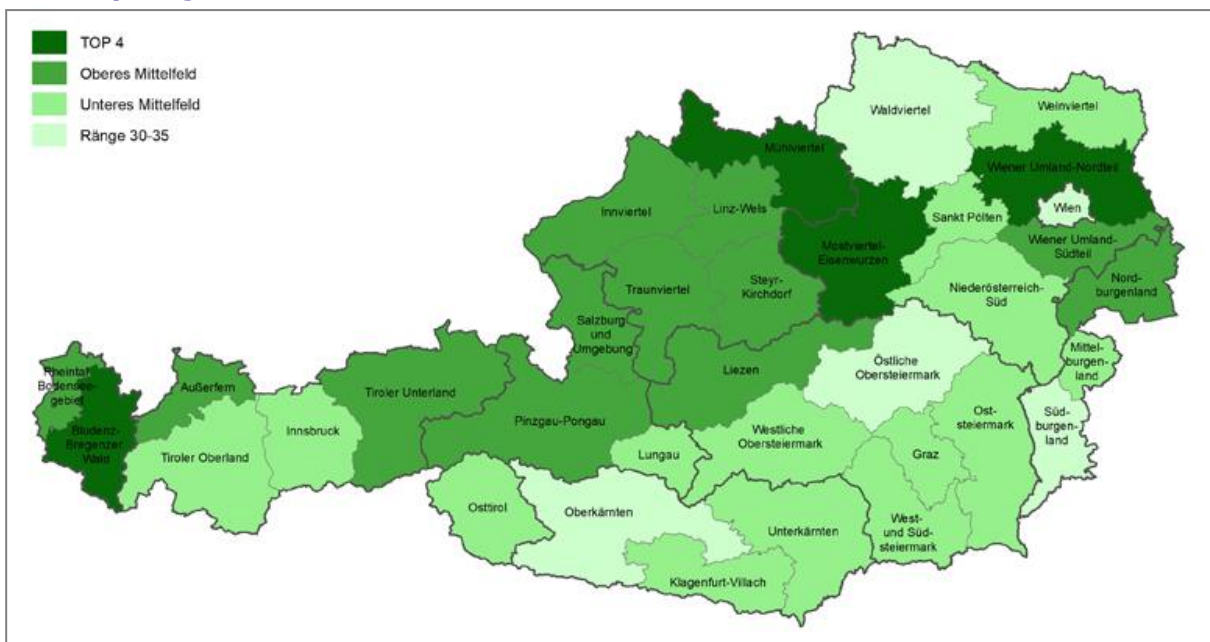 TOP 4
Oberes Mittelfeld
Unteres Mittelfeld
Ränge 30-35
Waldviertel
Weinviertel
Mühlviertel
Wiener Umland-Nordteil
Wien
Innviertel
Linz-Wels
Sankt Pölten
Mostviertel-
Eisenwurzen
Wiener Umland-
Südteil
Nord-
burgenland
Traunviertel
Steyr-
Kirchdorf
Niederösterreich-
Süd
Salzburg
und
Umgebung
Mittel-
burgen-
land
Rheintal-
Bodensee-
gebiet
Außerfern
Tiroler Unterland
Liezen
Östliche
Obersteiermark
Bludenz-
Bregenzer
Wald
Pinzgau-Pongau
Ost-
steiermark
Süd-
burgen-
land
Innsbruck
Tiroler Oberland
Westliche
Obersteiermark
Lungau
Graz
Osttirol
Oberkärnten
Unterkärnten
West-
und Süd-
steiermark
Klagenfurt-Villach